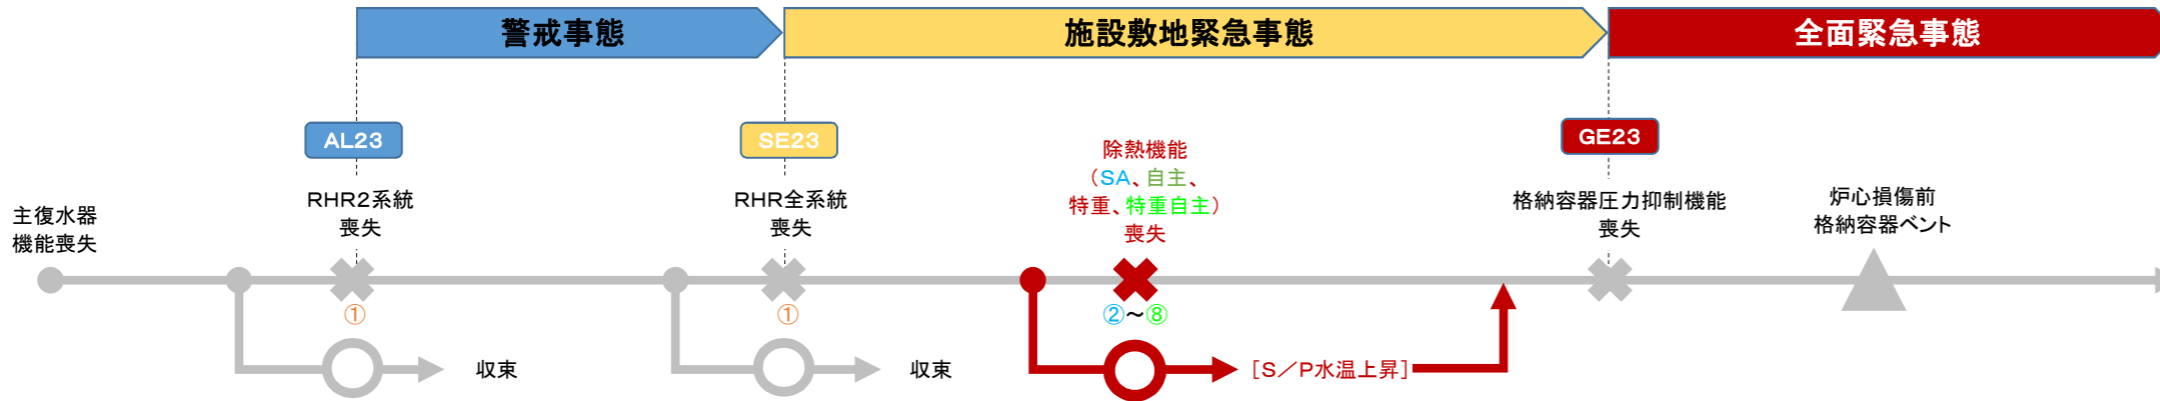 警戒事態
施設敷地緊急事態
全面緊急事態
AL23
SE23
GE23
主復水器
機能喪失
RHR2系統
喪失
①
収束
RHR全系統
喪失
①
収束
除熱機能
(SA、自主、
特重、特重自主)
喪失
②~⑧
[S/P水温上昇]
格納容器圧力抑制機能
喪失
炉心損傷前
格納容器ベント